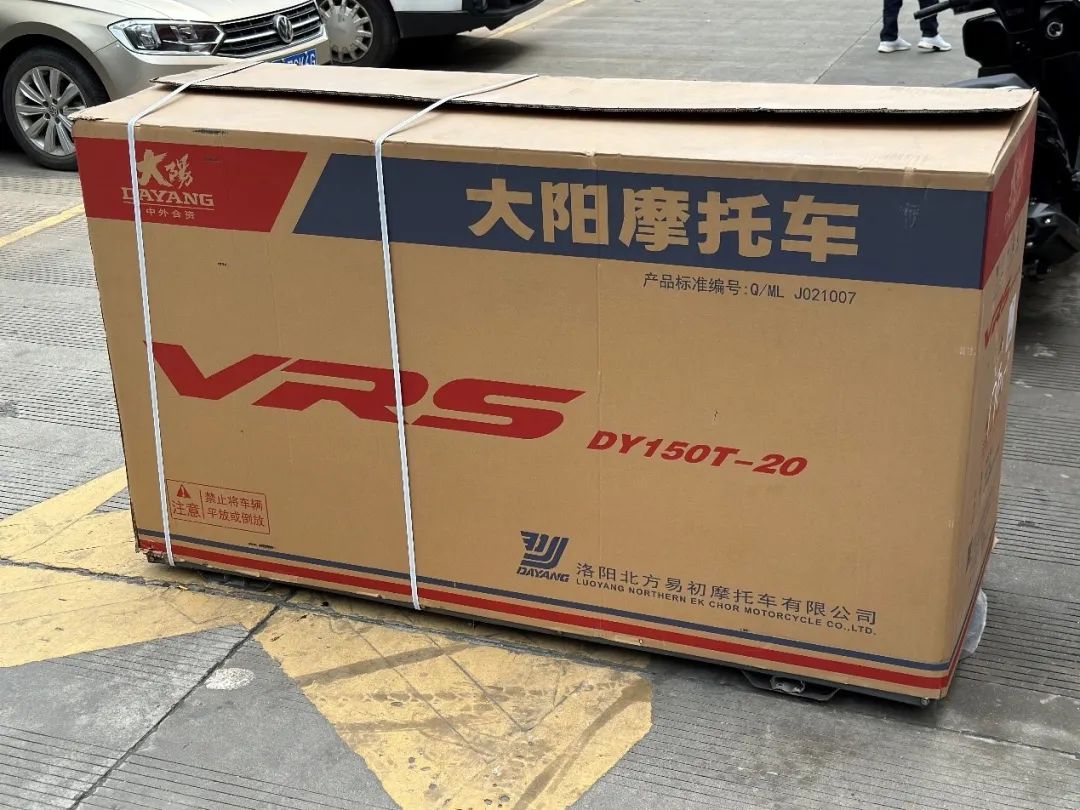 大陽
DAYANG
中外合资
大阳摩托车
产品标准编号:Q/ML J021007
VRS
DY150T-20
注意
禁止将车辆
平放或倒放
DAYANG
洛阳北方易初摩托车有限公司
LUOYANG NORTHERN EK CHOR MOTORCYCLE CO.,LTD.